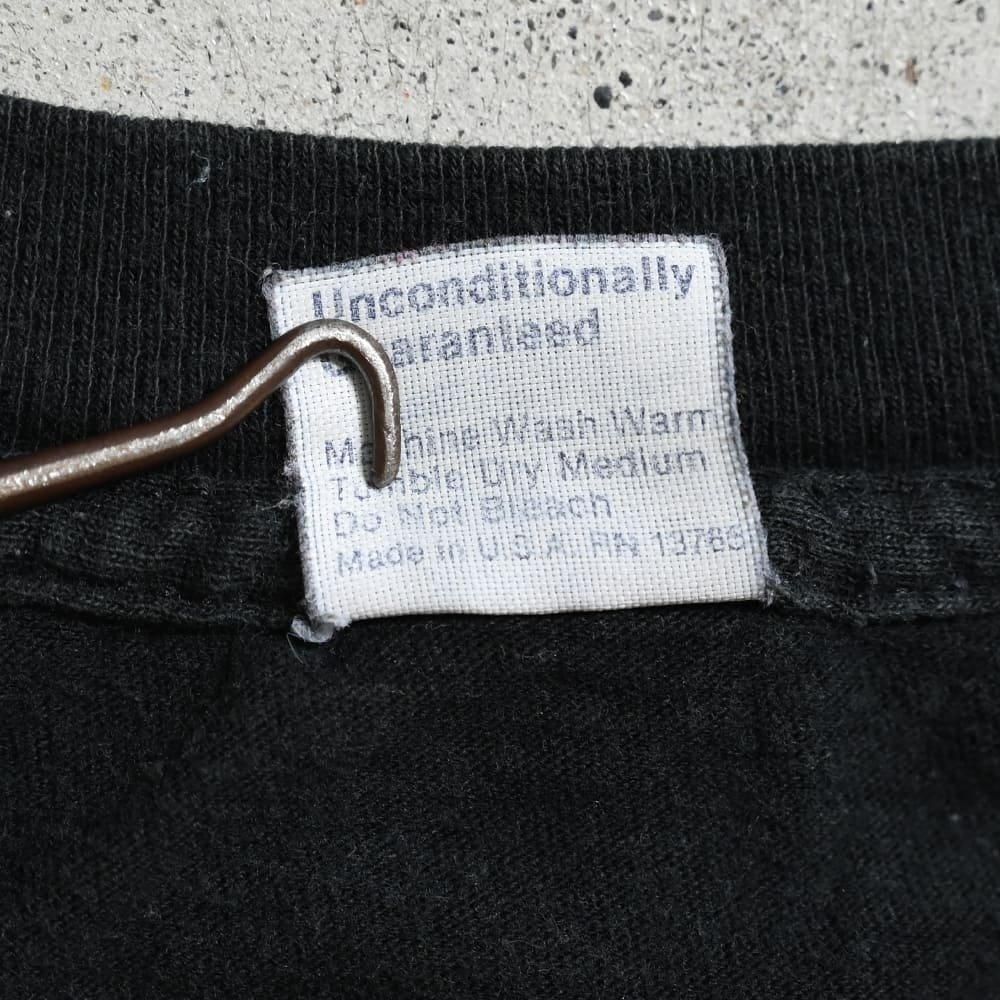 Unconditionally
Guaranteed
Machine Wash Warm
Tumble Dry Medium
Do Not Bleach
Made in U.S.A. RN 13765